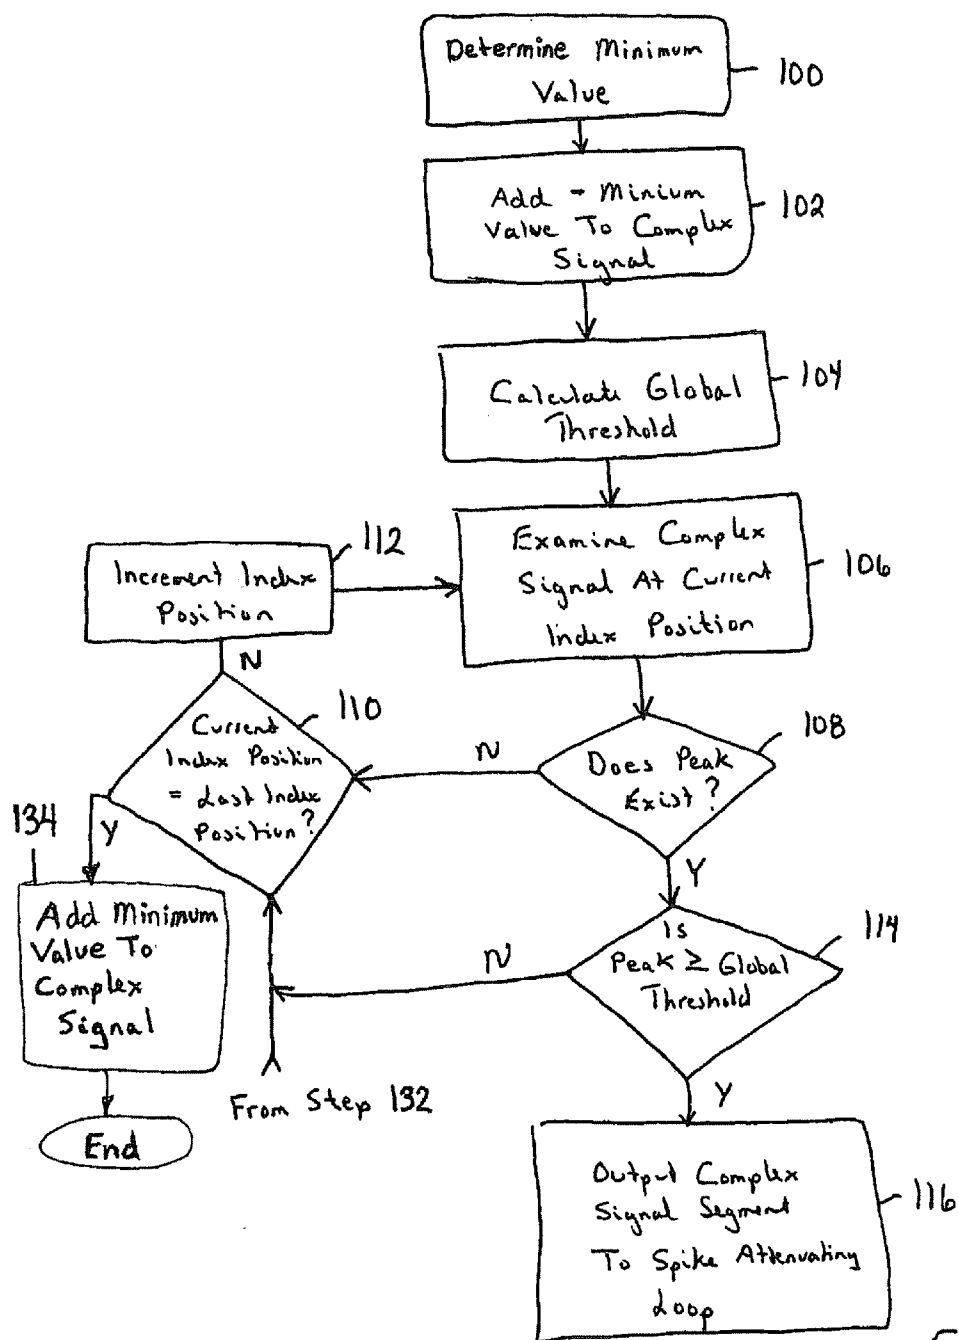 Determine Minimum
Value
100
Add - Minium
Value To Complex
Signal
102
Calculate Global
Threshold
104
Examine Complex
Signal At Current
Index Position
106
Increment Index
Position
112
N
Current
Index Position
= Last Index
Position?
110
N
Does Peak
Exist?
108
Y
134
Y
Add Minimum
Value To
Complex
Signal
End
N
Is
Peak ≥ Global
Threshold
114
From Step 132
Y
Output Complex
Signal Segment
To Spike Attenuating
Loop
116